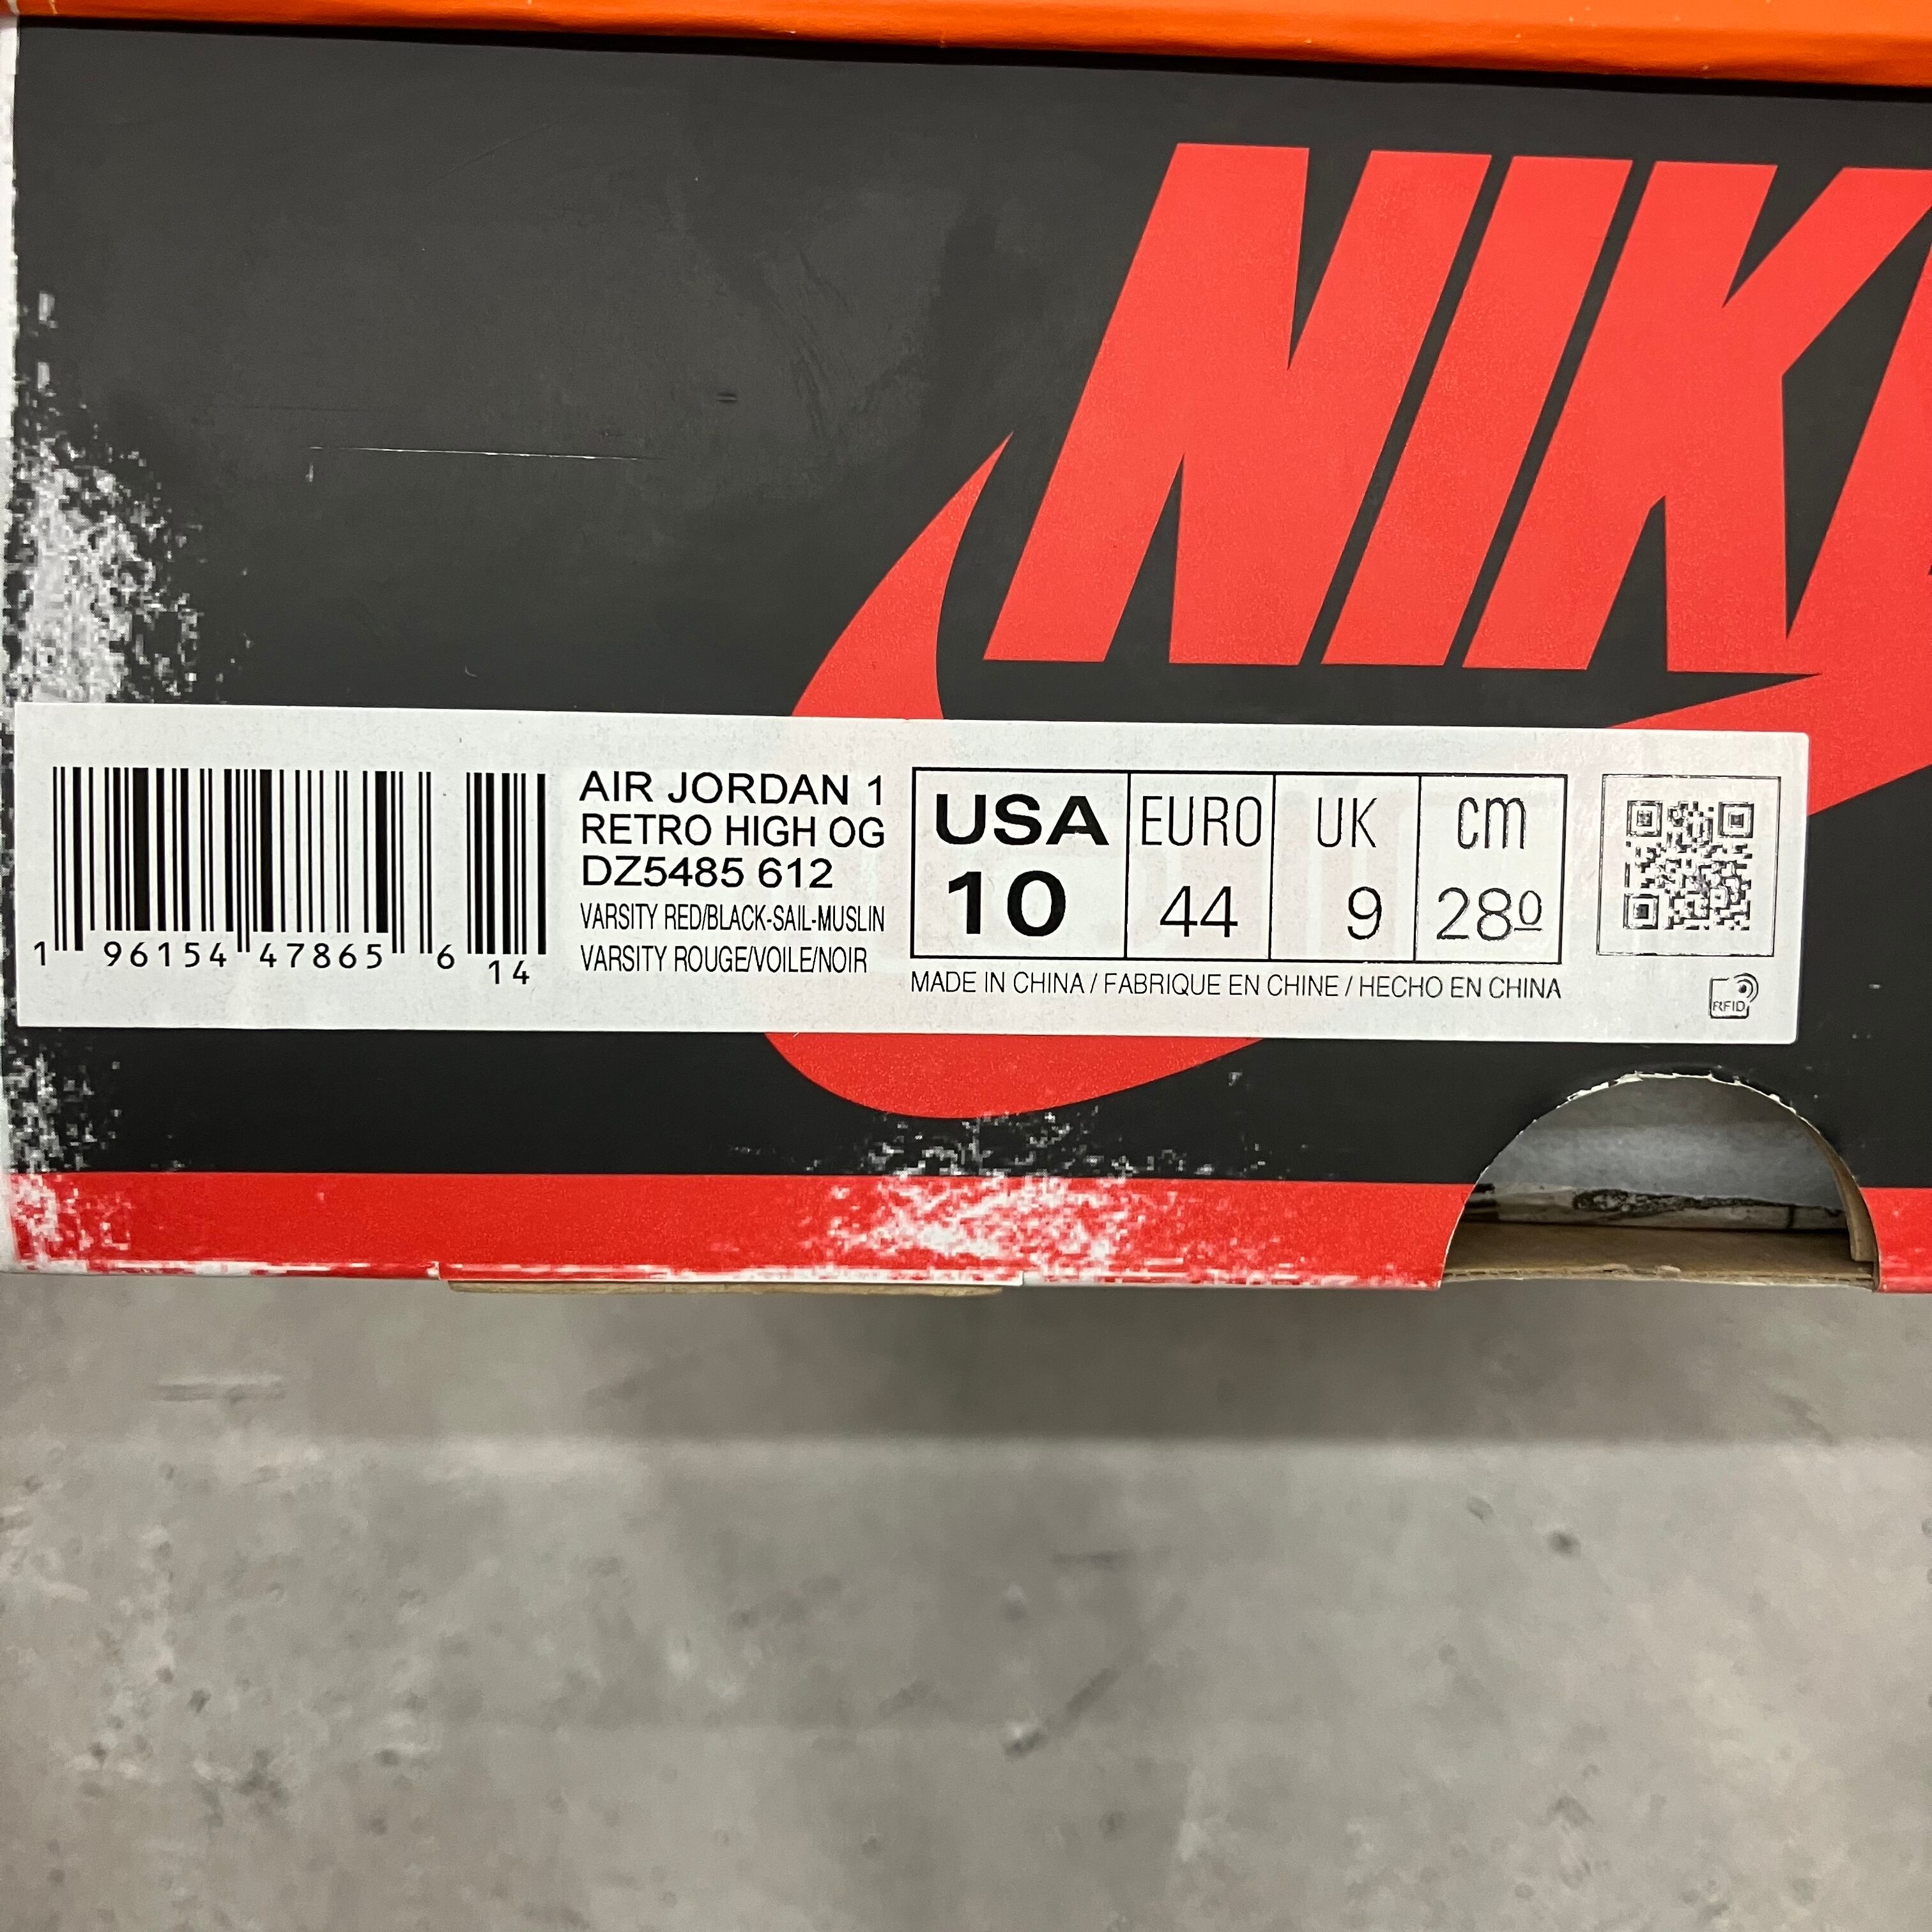 NIK
AIR JORDAN 1
RETRO HIGH OG
DZ5485 612
VARSITY RED/BLACK-SAIL-MUSLIN
VARSITY ROUGE/VOILE/NOIR
1 96154 47865 6 14
USA EURO UK cm
10 44 9 280
MADE IN CHINA / FABRIQUE EN CHINE / HECHO EN CHINA
RFID